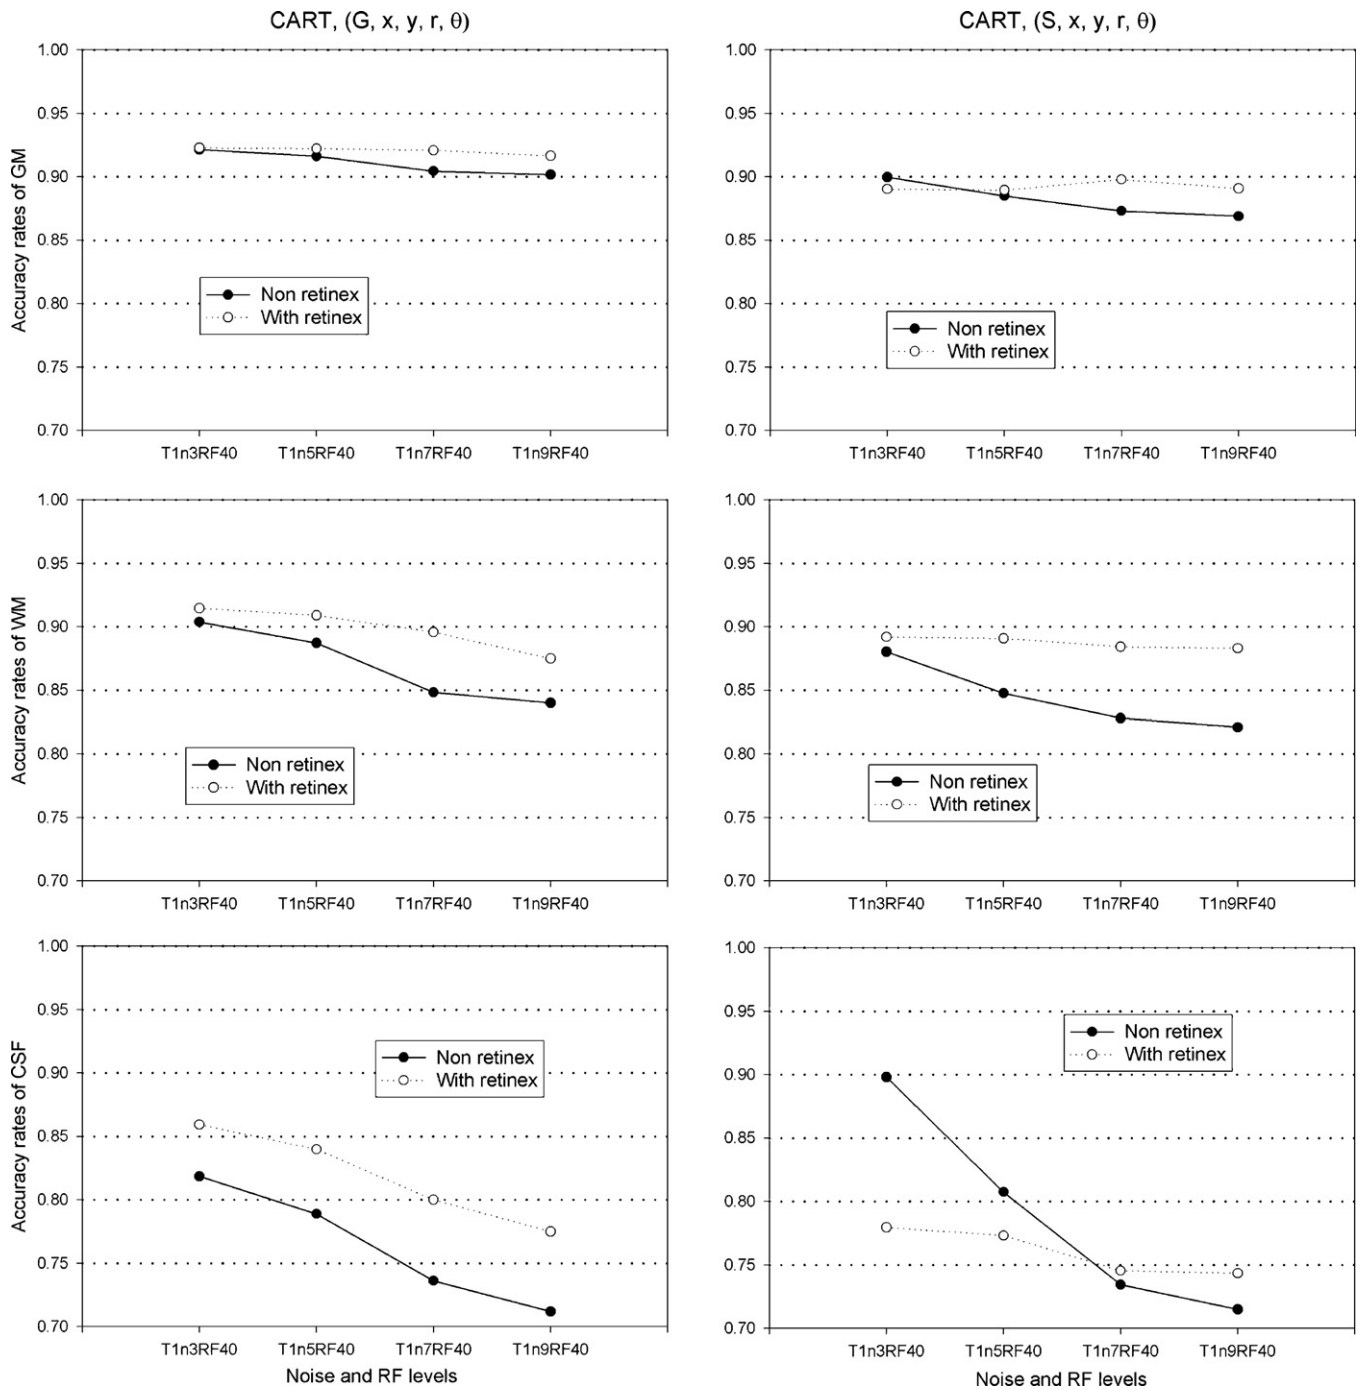 CART, (G, x, y, r, θ)
1.00
0.95
0.90
0.85
0.80
0.75
0.70
Accuracy rates of GM
Non retinex
With retinex
T1n3RF40 T1n5RF40 T1n7RF40 T1n9RF40
CART, (S, x, y, r, θ)
1.00
0.95
0.90
0.85
0.80
0.75
0.70
Non retinex
With retinex
T1n3RF40 T1n5RF40 T1n7RF40 T1n9RF40
1.00
0.95
0.90
0.85
0.80
0.75
0.70
Accuracy rates of WM
Non retinex
With retinex
T1n3RF40 T1n5RF40 T1n7RF40 T1n9RF40
1.00
0.95
0.90
0.85
0.80
0.75
0.70
Non retinex
With retinex
T1n3RF40 T1n5RF40 T1n7RF40 T1n9RF40
1.00
0.95
0.90
0.85
0.80
0.75
0.70
Accuracy rates of CSF
Non retinex
With retinex
T1n3RF40 T1n5RF40 T1n7RF40 T1n9RF40
Noise and RF levels
1.00
0.95
0.90
0.85
0.80
0.75
0.70
Non retinex
With retinex
T1n3RF40 T1n5RF40 T1n7RF40 T1n9RF40
Noise and RF levels